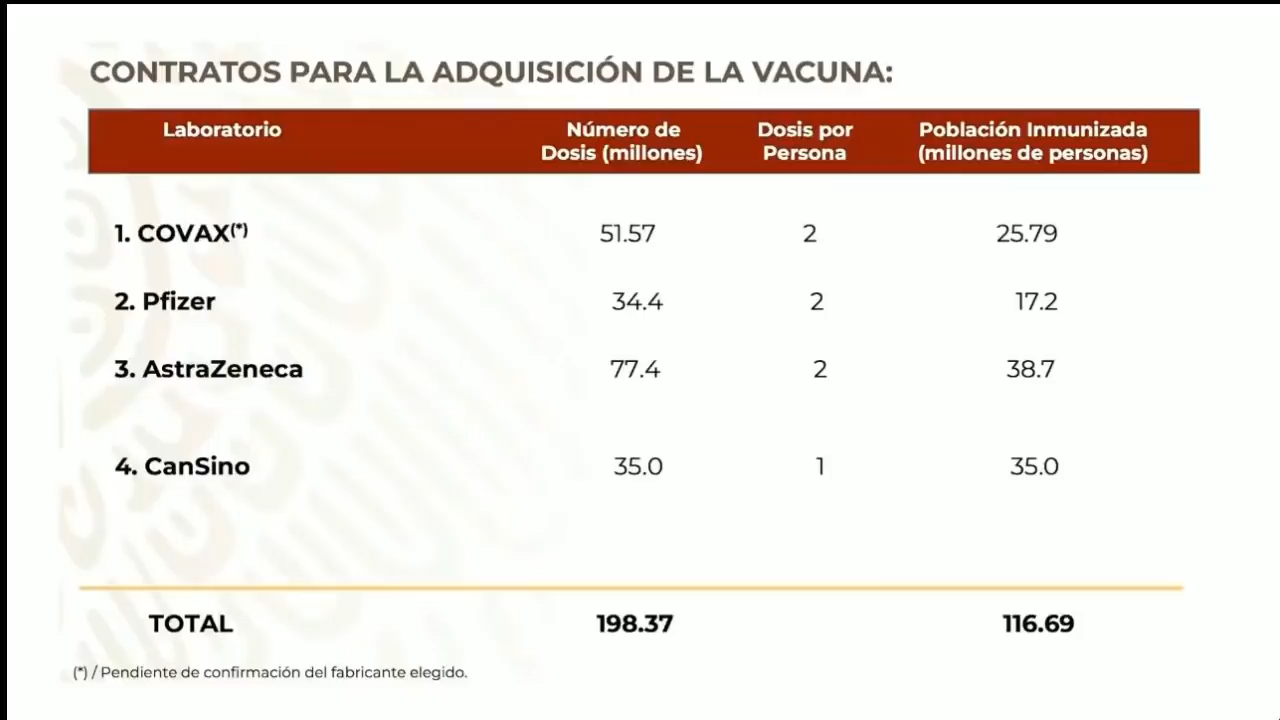 CONTRATOS PARA LA ADQUISICIÓN DE LA VACUNA:
Laboratorio Número de Dosis (millones) Dosis por Persona Población Inmunizada (millones de personas)
1. COVAX(*) 51.57 2 25.79
2. Pfizer 34.4 2 17.2
3. AstraZeneca 77.4 2 38.7
4. CanSino 35.0 1 35.0
TOTAL 198.37 116.69
(*) / Pendiente de confirmación del fabricante elegido.